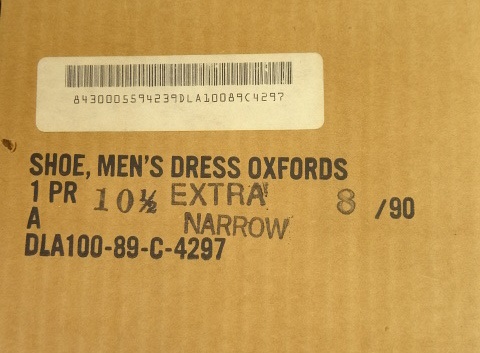 8430005594239DLA10089C4297
SHOE, MEN'S DRESS OXFORDS
1 PR 10½ EXTRA 8 /90
A NARROW
DLA100-89-C-4297